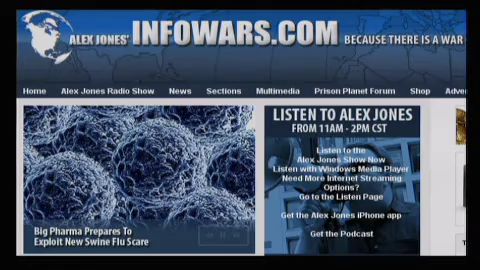 ALEX JONES' INFOWARS.COM BECAUSE THERE IS A WAR
Home Alex Jones Radio Show News Sections Multimedia Prison Planet Forum Shop
LISTEN TO ALEX JONES
FROM 11AM - 2PM CST
Listen to the
Alex Jones Show Now
Listen with Windows Media Player
Need More Internet Streaming
Options?
Go to the Listen Page
Get the Alex Jones iPhone app
Get the Podcast
Big Pharma Prepares To
Exploit New Swine Flu Scare